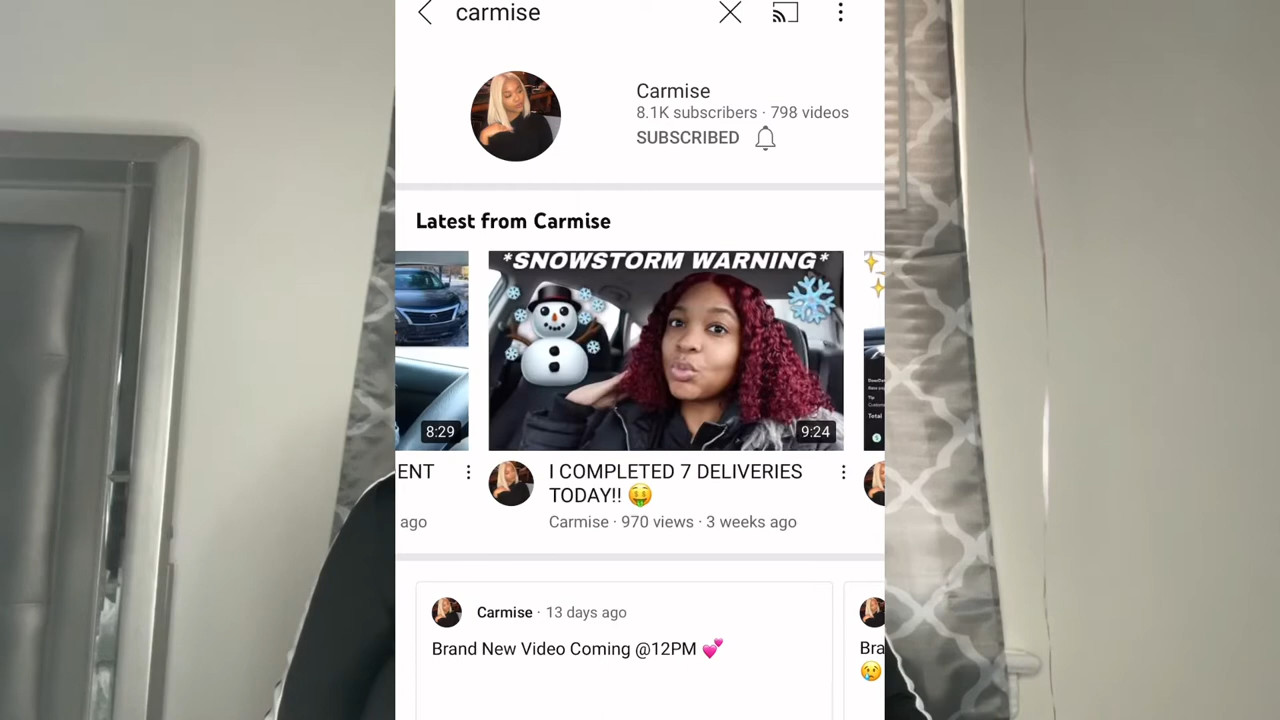 carmise
Carmise
8.1K subscribers · 798 videos
SUBSCRIBED
Latest from Carmise
*SNOWSTORM WARNING*
8:29
9:24
ENT
I COMPLETED 7 DELIVERIES
TODAY!! 🤑
ago
Carmise · 970 views · 3 weeks ago
Total
Carmise · 13 days ago
Brand New Video Coming @12PM 💕
Bra
😢